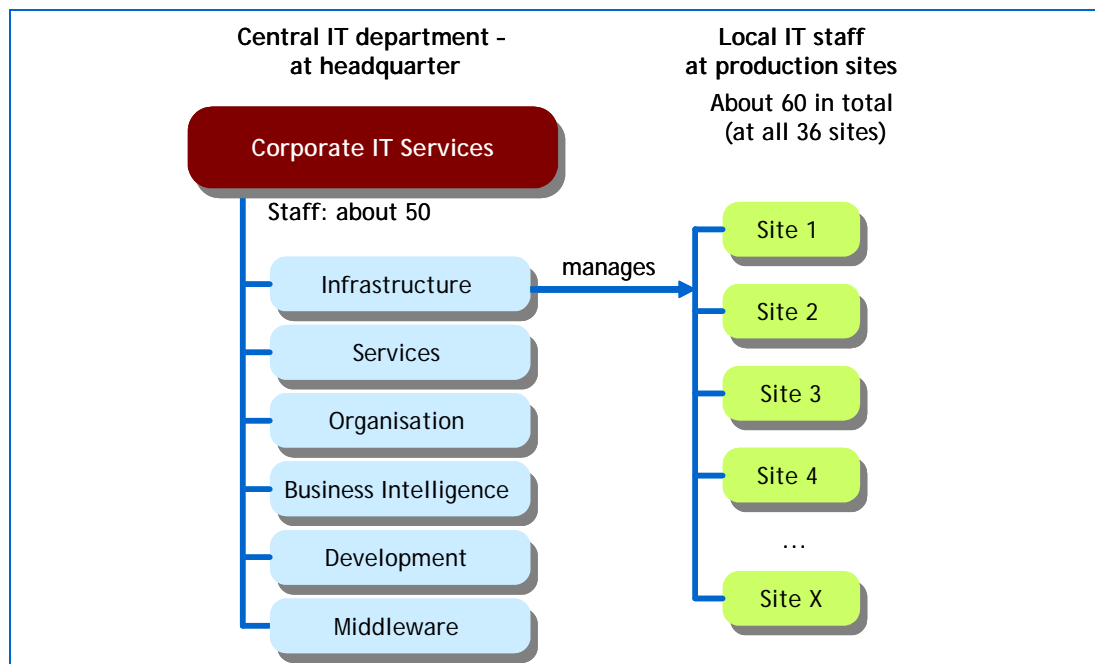 Central IT department -
at headquarter
Corporate IT Services
Staff: about 50
Infrastructure
Services
Organisation
Business Intelligence
Development
Middleware
manages
Local IT staff
at production sites
About 60 in total
(at all 36 sites)
Site 1
Site 2
Site 3
Site 4
...
Site X